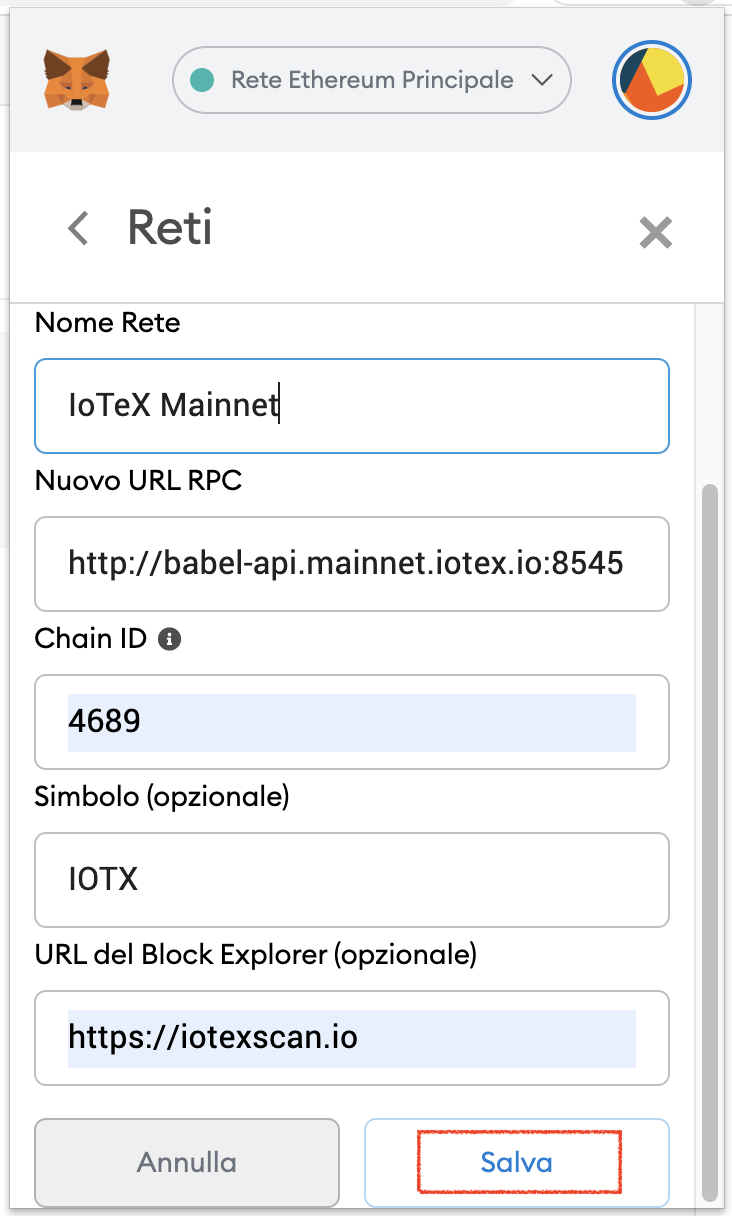 Rete Ethereum Principale
Reti
Nome Rete
IoTeX Mainnet
Nuovo URL RPC
http://babel-api.mainnet.iotex.io:8545
Chain ID
4689
Simbolo (opzionale)
IOTX
URL del Block Explorer (opzionale)
https://iotexscan.io
Annulla
Salva